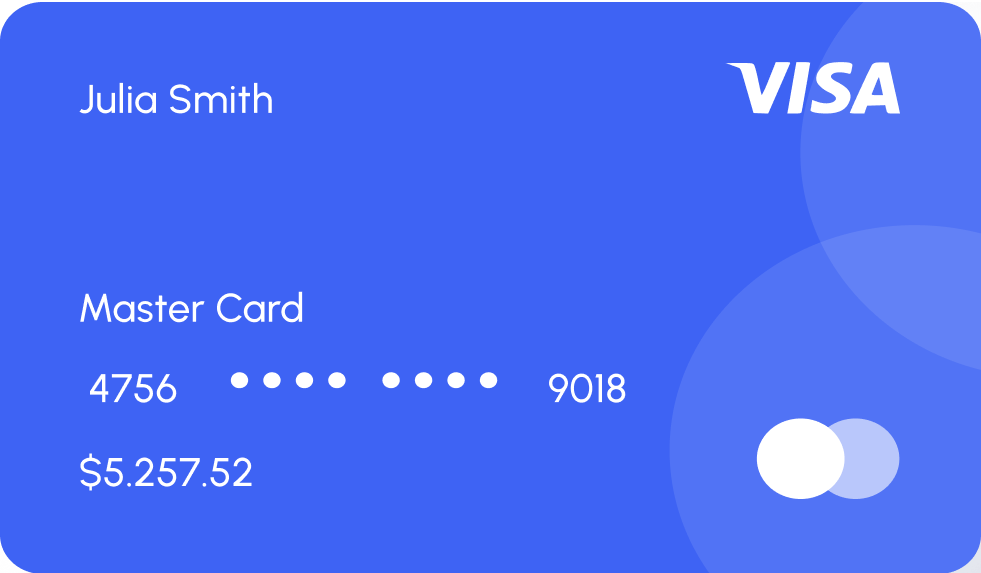 Julia Smith
VISA
Master Card
4756 •••• •••• 9018
$5.257.52